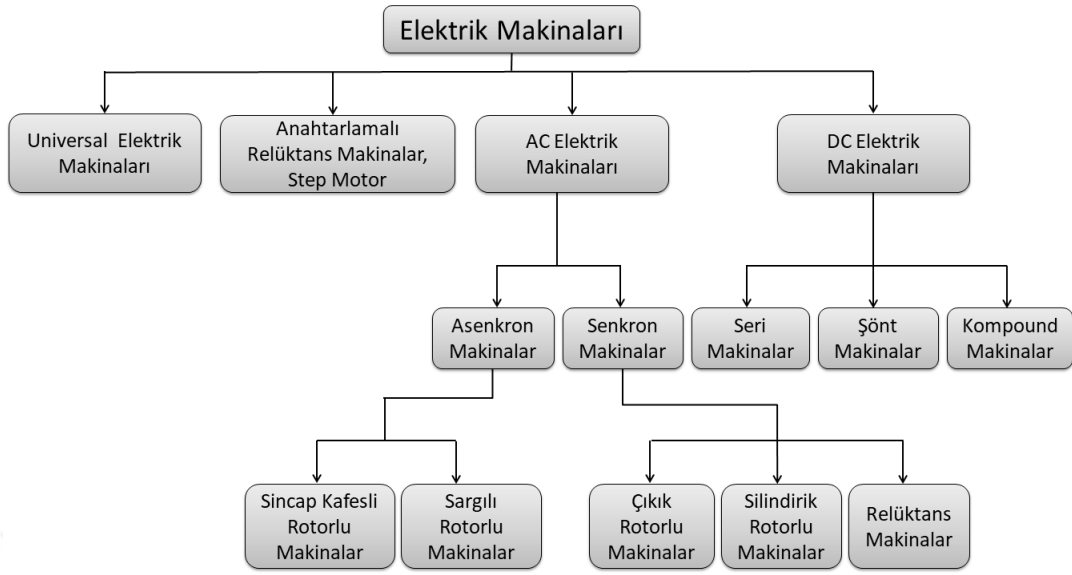 Elektrik Makinaları
Universal Elektrik
Makinaları
Anahtarlamalı
Relüktans Makinalar,
Step Motor
AC Elektrik
Makinaları
DC Elektrik
Makinaları
Asenkron
Makinalar
Senkron
Makinalar
Seri
Makinalar
Şönt
Makinalar
Kompound
Makinalar
Sincap Kafesli
Rotorlu
Makinalar
Sargılı
Rotorlu
Makinalar
Çıkık
Rotorlu
Makinalar
Silindirik
Rotorlu
Makinalar
Relüktans
Makinalar